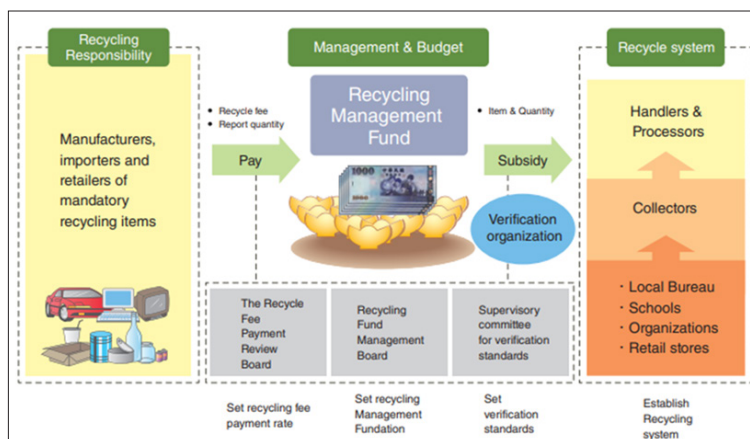 Recycling
Responsibility
Manufacturers,
importers and
retailers of
mandatory
recycling items
Management & Budget
• Recycle fee
• Report quantity
Pay
Recycling
Management
Fund
1000
• Item & Quantity
Subsidy
Verification
organization
The Recycle
Fee
Payment
Review
Board
Recycling
Fund
Management
Board
Supervisory
committee
for verification
standards
Set recycling fee
payment rate
Set recycling
Management
Fundation
Set
verification
standards
Recycle system
Handlers &
Processors
Collectors
· Local Bureau
· Schools
· Organizations
· Retail stores
Establish
Recycling
system